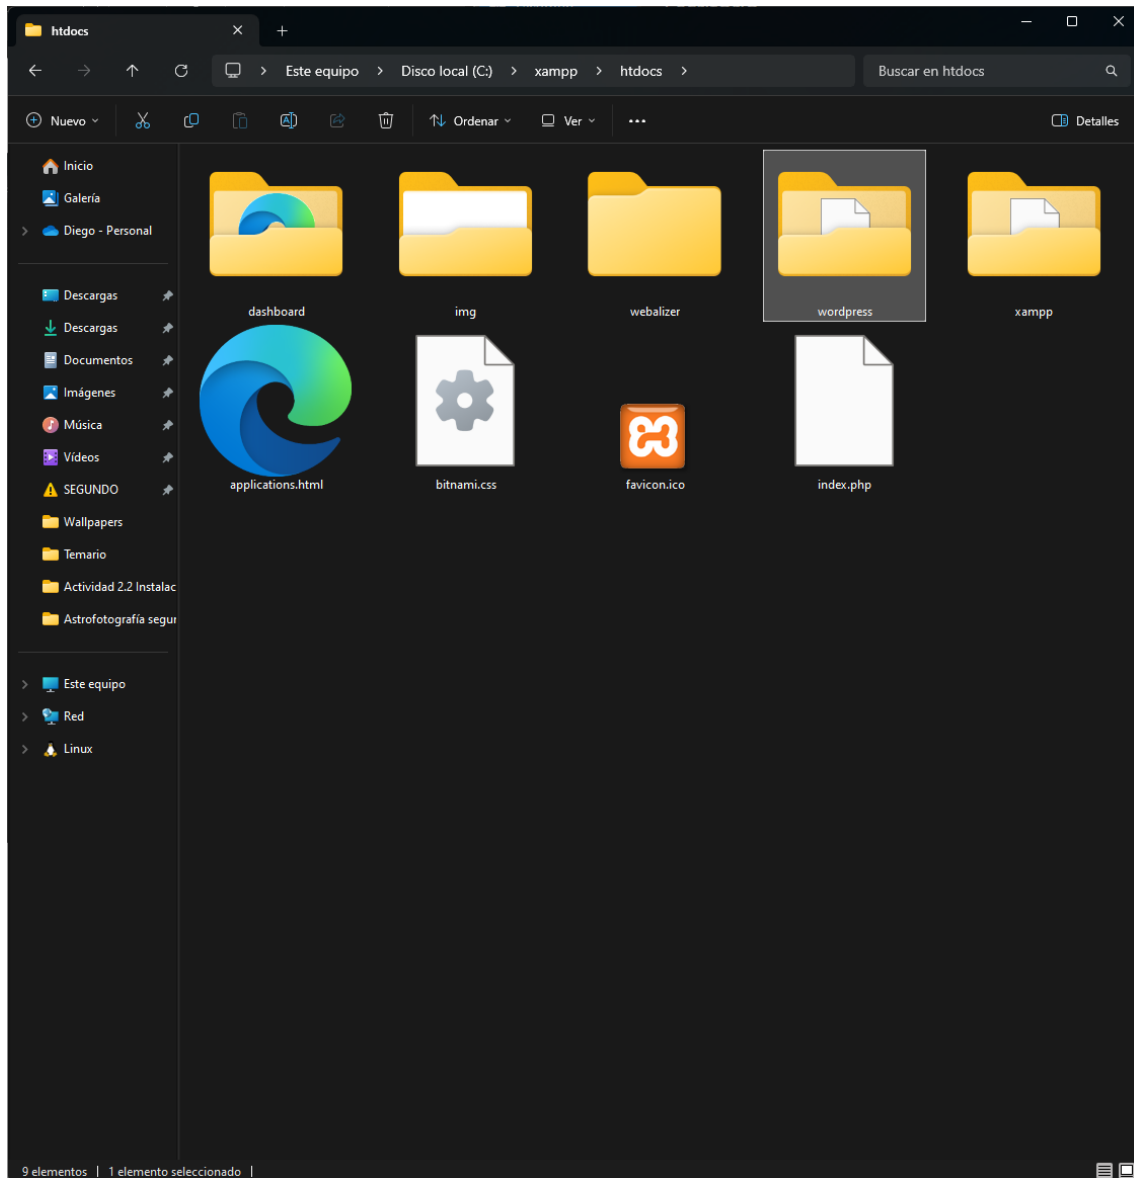 htdocs
Este equipo > Disco local (C:) > xampp > htdocs >
Buscar en htdocs
Nuevo
Ordenar
Ver
Detalles
Inicio
Galería
Diego - Personal
Descargas
Descargas
Documentos
Imágenes
Música
Vídeos
SEGUNDO
Wallpapers
Temario
Actividad 2.2 Instalac
Astrofotografía segur
Este equipo
Red
Linux
dashboard
img
webalizer
wordpress
xampp
applications.html
bitnami.css
favicon.ico
index.php
9 elementos | 1 elemento seleccionado |